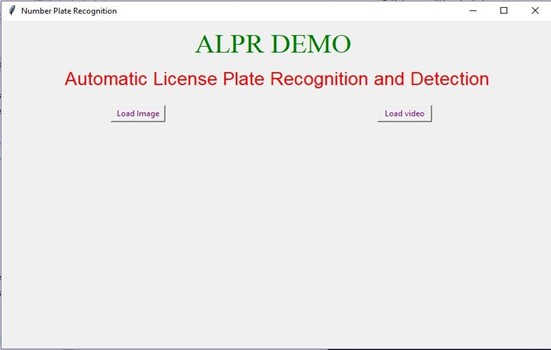 Number Plate Recognition
ALPR DEMO
Automatic License Plate Recognition and Detection
Load Image
Load video